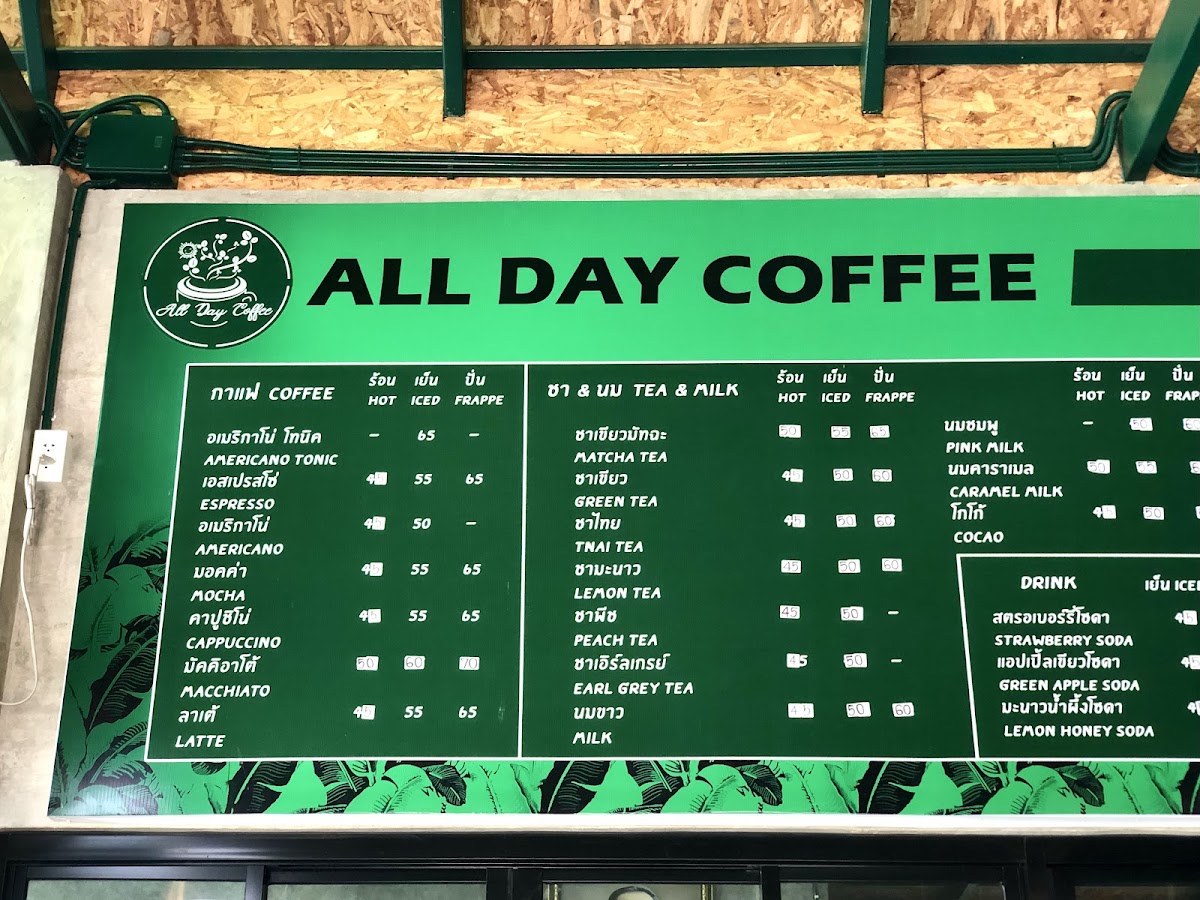 All Day Coffee
ALL DAY COFFEE
กาแฟ COFFEE
ร้อน เย็น ปั่น
HOT ICED FRAPPE
อเมริกาโน่ โทนิค - 65 -
AMERICANO TONIC
เอสเปรสโซ่ 45 55 65
ESPRESSO
อเมริกาโน่ 45 50 -
AMERICANO
มอคค่า 45 55 65
MOCHA
คาปูชิโน่ 45 55 65
CAPPUCCINO
มัคคิอาโต้ 50 60 70
MACCHIATO
ลาเต้ 45 55 65
LATTE
ชา & นม TEA & MILK
ร้อน เย็น ปั่น
HOT ICED FRAPPE
ชาเขียวมัทฉะ 50 55 65
MATCHA TEA
ชาเขียว 45 50 60
GREEN TEA
ชาไทย 45 50 60
TNAI TEA
ชามะนาว 45 50 60
LEMON TEA
ชาพีช 45 50 -
PEACH TEA
ชาเอิร์ลเกรย์ 45 50 -
EARL GREY TEA
นมขาว 45 50 60
MILK
ร้อน เย็น ปั่น
HOT ICED
นมชมพู - 50
PINK MILK
นมคาราเมล 50 55
CARAMEL MILK
โกโก้ 45 50
COCAO
DRINK เย็น ICED
สตรอเบอร์รี่โซดา
STRAWBERRY SODA
แอปเปิ้ลเขียวโซดา
GREEN APPLE SODA
มะนาวน้ำผึ้งโซดา
LEMON HONEY SODA